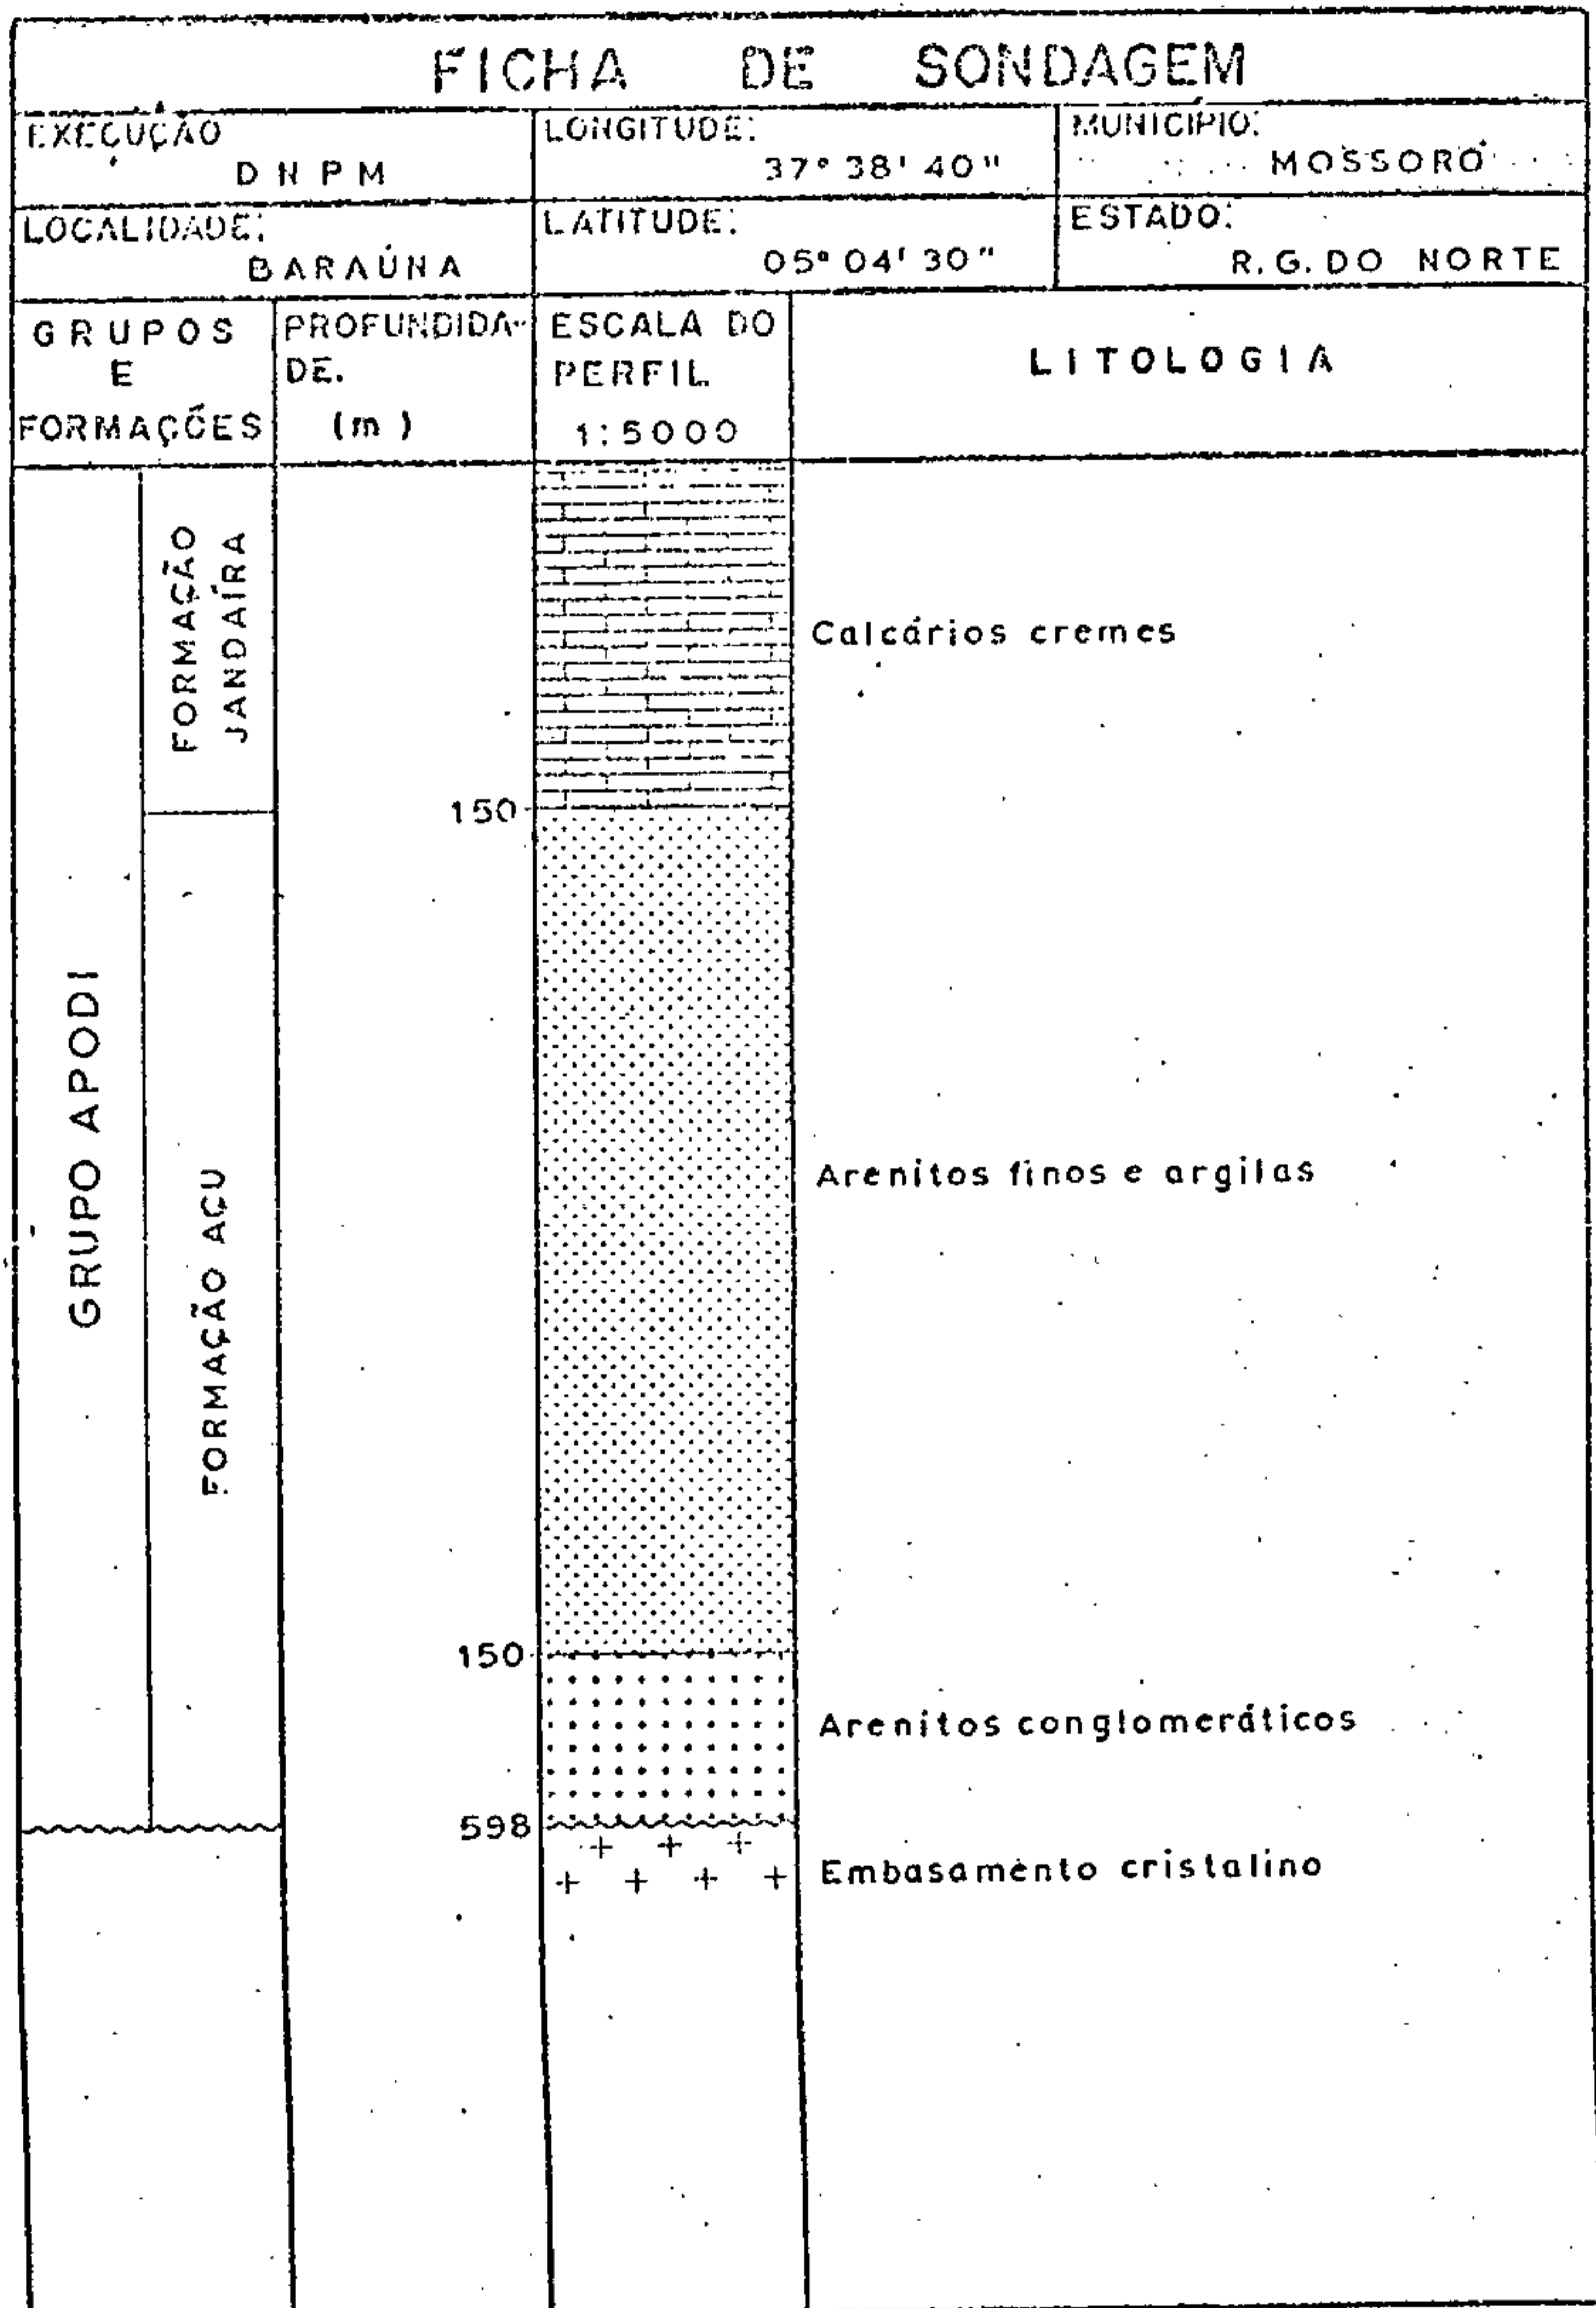 FICHA DE SONDAGEM
EXECUÇÃO
DNPM
LONGITUDE:
37° 38' 40"
MUNICÍPIO:
MOSSORÓ
LOCALIDADE:
BARAÚNA
LATITUDE:
05° 04' 30"
ESTADO:
R.G.DO NORTE
GRUPOS
E
FORMAÇÕES
PROFUNDIDA-
DE.
(m)
ESCALA DO
PERFIL
1:5000
LITOLOGIA
GRUPO APODI
FORMAÇÃO
JANDAÍRA
Calcários cremes
150
FORMAÇÃO AÇU
Arenitos finos e argilas
150
Arenitos conglomeráticos
598
Embasamento cristalino